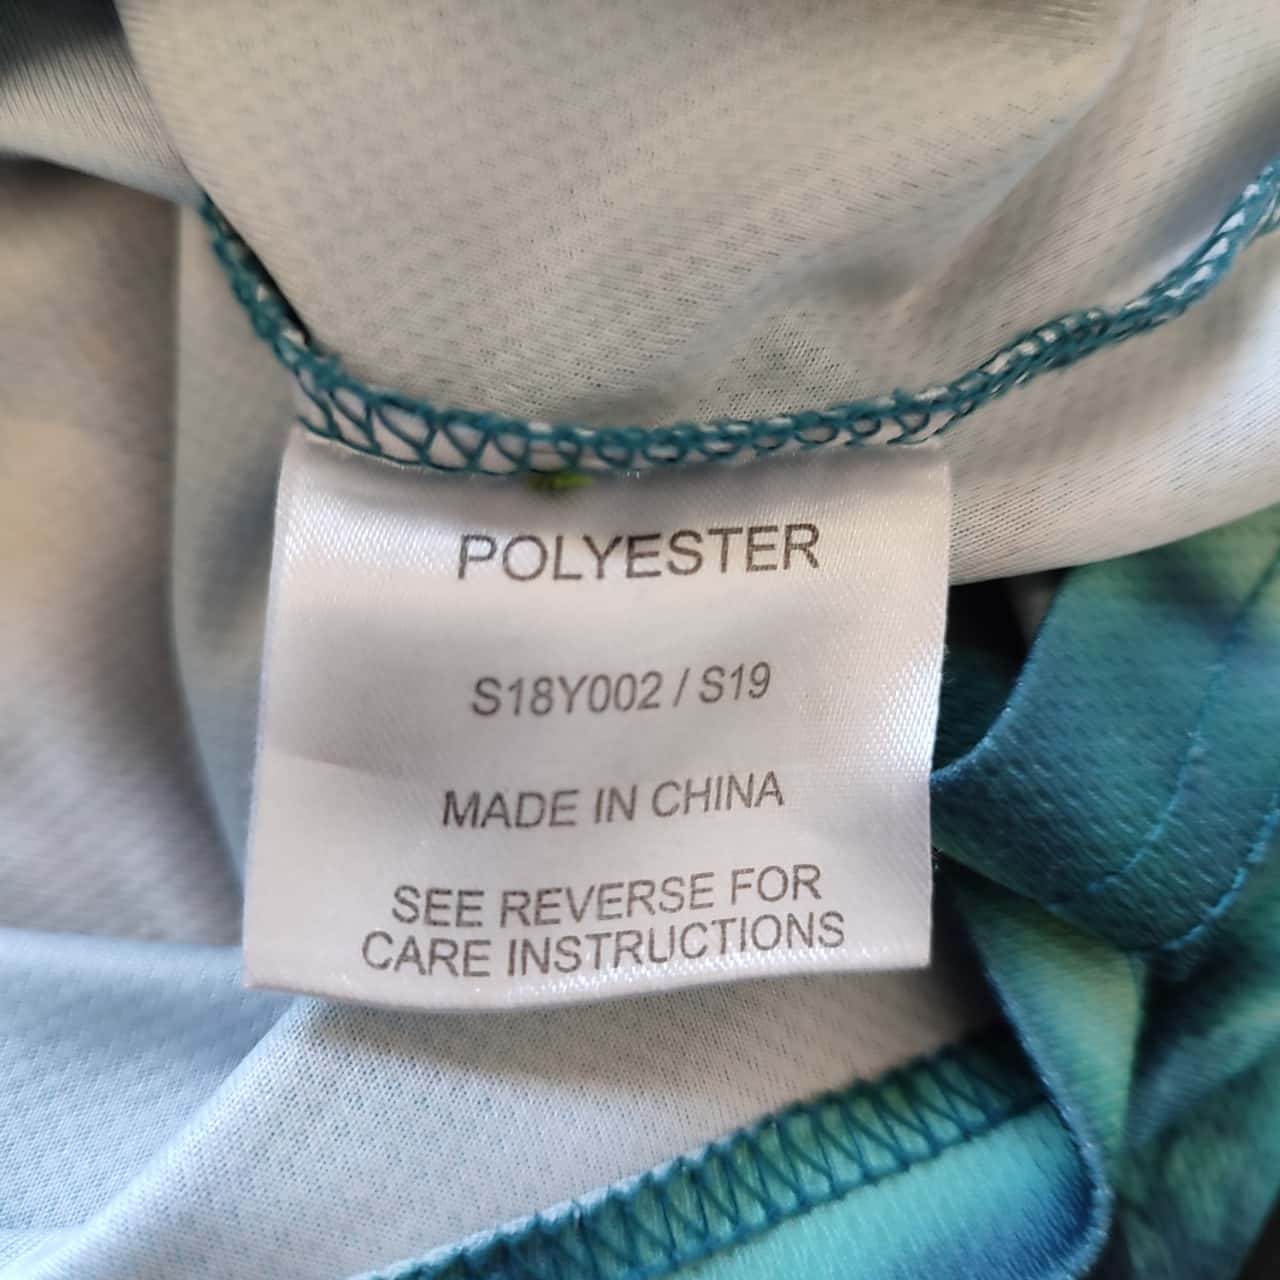 POLYESTER
S18Y002 / S19
MADE IN CHINA
SEE REVERSE FOR
CARE INSTRUCTIONS